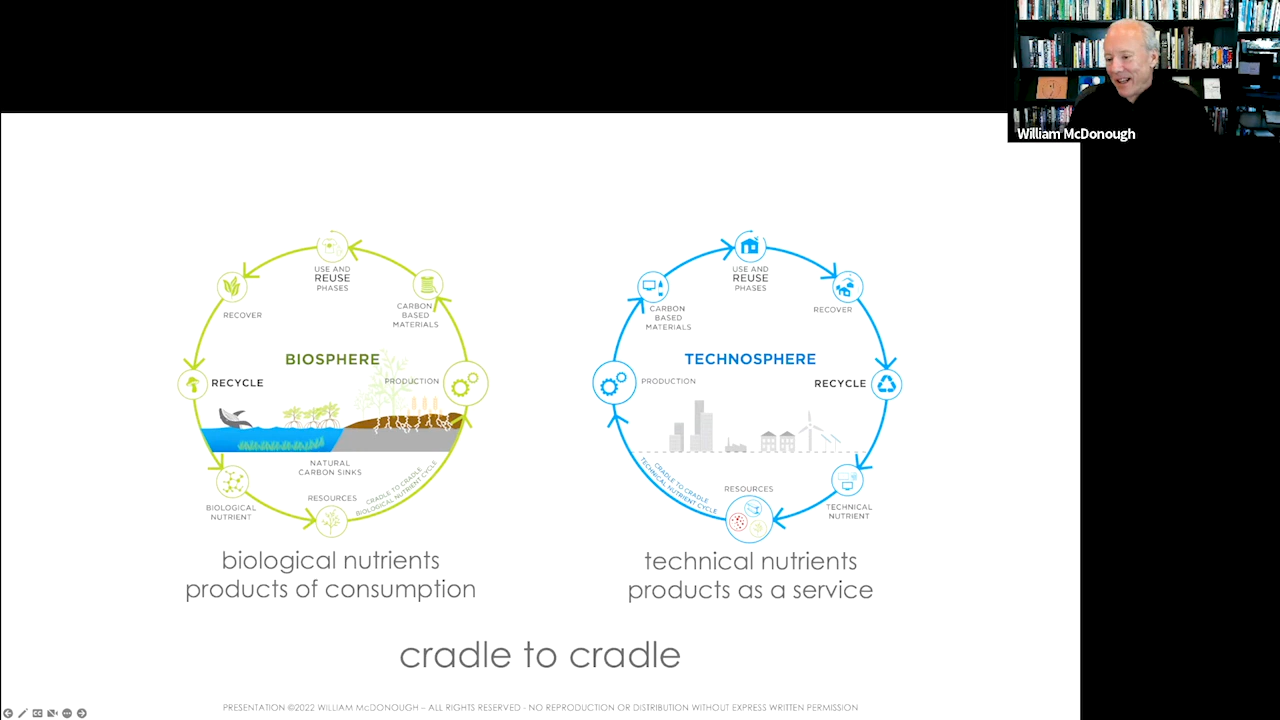 William McDonough
USE AND
REUSE
PHASES
RECOVER
CARBON
BASED
MATERIALS
BIOSPHERE
RECYCLE
PRODUCTION
NATURAL
CARBON SINKS
RESOURCES
CRADLE TO CRADLE
BIOLOGICAL NUTRIENT CYCLE
BIOLOGICAL
NUTRIENT
biological nutrients
products of consumption
USE AND
REUSE
PHASES
CARBON
BASED
MATERIALS
RECOVER
TECHNOSPHERE
PRODUCTION
RECYCLE
CRADLE TO CRADLE
TECHNICAL NUTRIENT CYCLE
RESOURCES
TECHNICAL
NUTRIENT
technical nutrients
products as a service
cradle to cradle
PRESENTATION ©2022 WILLIAM McDONOUGH – ALL RIGHTS RESERVED - NO REPRODUCTION OR DISTRIBUTION WITHOUT EXPRESS WRITTEN PERMISSION